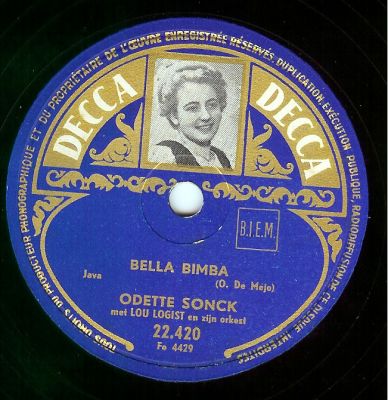 TOUS DROITS DU PRODUCTEUR PHONOGRAPHIQUE ET DU PROPRIÉTAIRE DE L'ŒUVRE ENREGISTRÉE RÉSERVÉS. DUPLICATION, EXÉCUTION PUBLIQUE, RADIODIFFUSION DE CE DISQUE INTERDITES
DECCA
DECCA
B.I.E.M.
BELLA BIMBA
Java
(O. De Mejo)
ODETTE SONCK
met LOU LOGIST en zijn orkest
22.420
Fo 4429